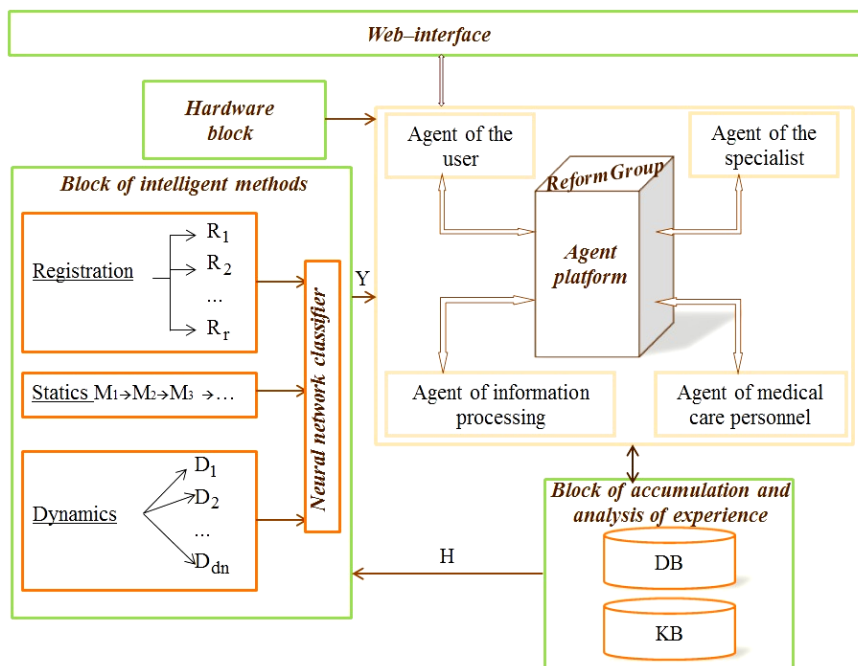 Web–interface
Hardware
block
Agent of the
user
Agent of the
specialist
ReformGroup
Agent
platform
Agent of information
processing
Agent of medical
care personnel
Block of intelligent methods
Registration
R1
R2
...
Rr
Statics M1→M2→M3 →...
Dynamics
D1
D2
...
Ddn
Neural network classifier
Y
Block of accumulation and
analysis of experience
DB
KB
H